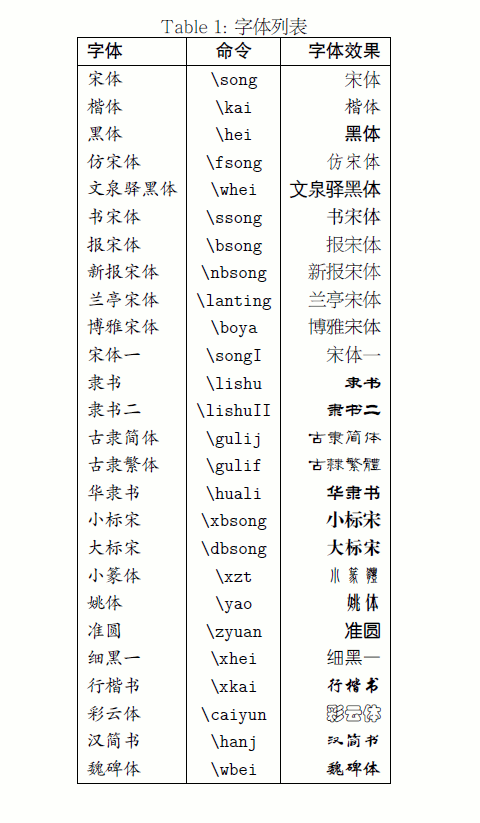 Table 1: 字体列表
字体 命令 字体效果
宋体 \song 宋体
楷体 \kai 楷体
黑体 \hei 黑体
仿宋体 \fsong 仿宋体
文泉驿黑体 \whei 文泉驿黑体
书宋体 \ssong 书宋体
报宋体 \bsong 报宋体
新报宋体 \nbsong 新报宋体
兰亭宋体 \lanting 兰亭宋体
博雅宋体 \boya 博雅宋体
宋体一 \songI 宋体一
隶书 \lishu 隶书
隶书二 \lishuII 隶书二
古隶简体 \gulij 古隶简体
古隶繁体 \gulif 古隸繁體
华隶书 \huali 华隶书
小标宋 \xbsong 小标宋
大标宋 \dbsong 大标宋
小篆体 \xzt 小篆體
姚体 \yao 姚体
准圆 \zyuan 准圆
细黑一 \xhei 细黑一
行楷书 \xkai 行楷书
彩云体 \caiyun 彩云体
汉简书 \hanj 汉简书
魏碑体 \wbei 魏碑体